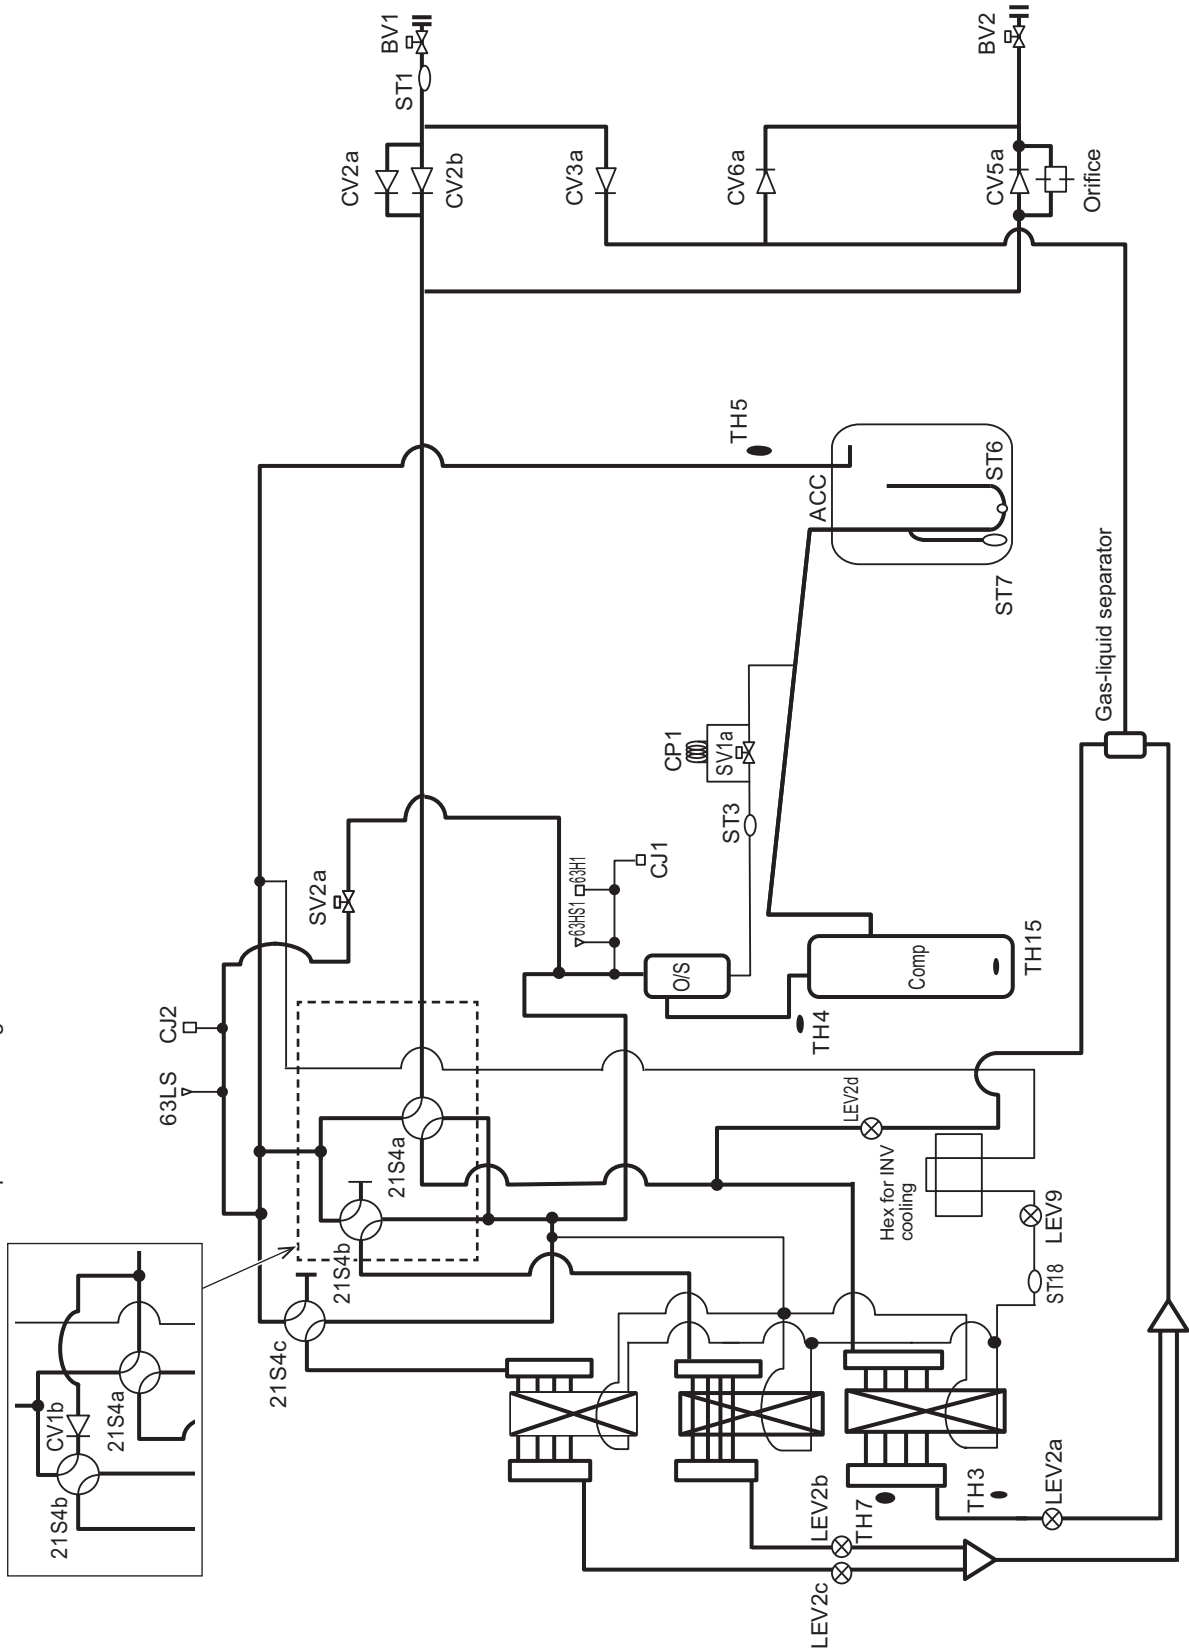 BV1
ST1
CV2a
CV2b
CV3a
CV6a
BV2
CV5a
Orifice
TH5
ACC
ST6
ST7
Gas-liquid separator
CP1
SV1a
ST3
SV2a
63HS1
63H1
CJ1
O/S
Comp
TH15
TH4
CJ2
63LS
21S4a
21S4b
21S4c
LEV2d
Hex for INV
cooling
LEV9
ST18
CV1b
21S4a
21S4b
LEV2a
TH3
TH7
LEV2b
LEV2c